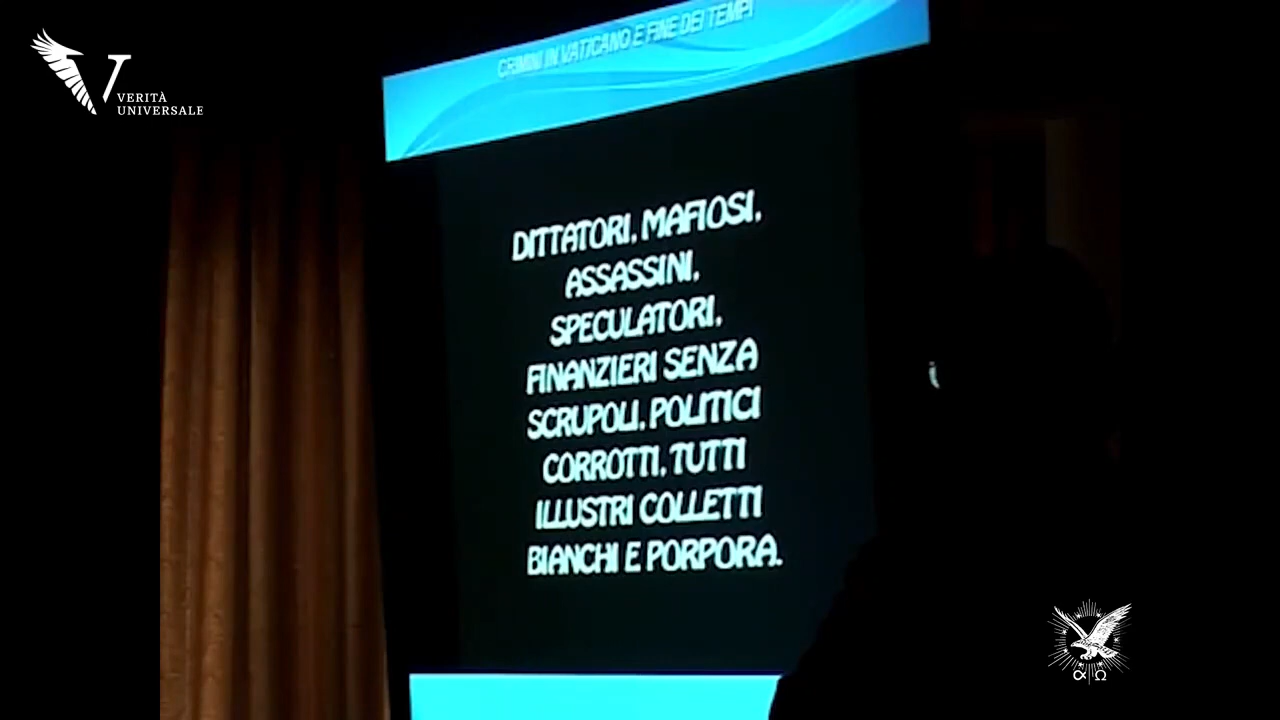 VERITÀ
UNIVERSALE
CRIMINI IN VATICANO E FINE DEI TEMPI
DITTATORI, MAFIOSI,
ASSASSINI,
SPECULATORI,
FINANZIERI SENZA
SCRUPOLI, POLITICI
CORROTTI, TUTTI
ILLUSTRI COLLETTI
BIANCHI E PORPORA.
α Ω